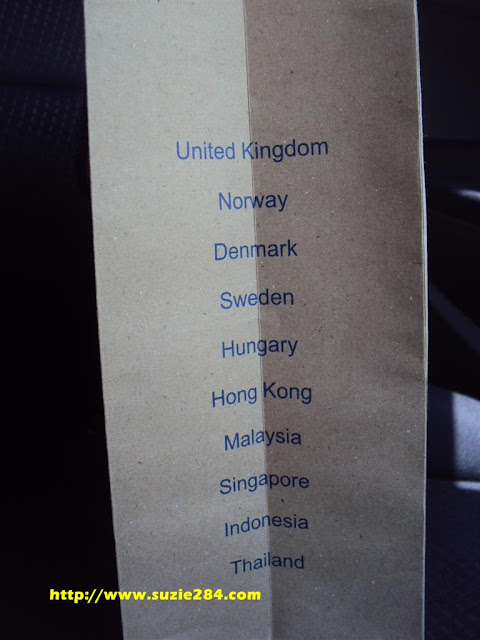 United Kingdom
Norway
Denmark
Sweden
Hungary
Hong Kong
Malaysia
Singapore
Indonesia
Thailand
http://www.suzie284.com